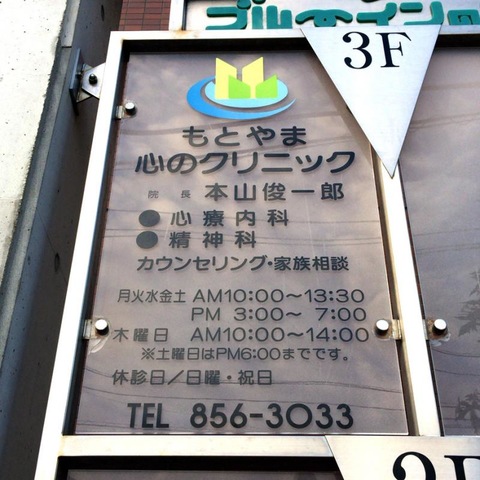 3F
もとやま
心のクリニック
院長 本山俊一郎
●心療内科
●精神科
カウンセリング・家族相談
月火水金土 AM10:00〜13:30
PM 3:00〜 7:00
木曜日 AM10:00〜14:00
※土曜日はPM6:00までです。
休診日/日曜・祝日
TEL 856-3033